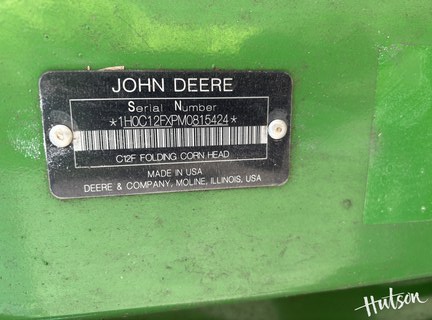 JOHN DEERE
Serial Number
*1H0C12FXPM0815424*
C12F FOLDING CORN HEAD
MADE IN USA
DEERE & COMPANY, MOLINE, ILLINOIS, USA
Hutson